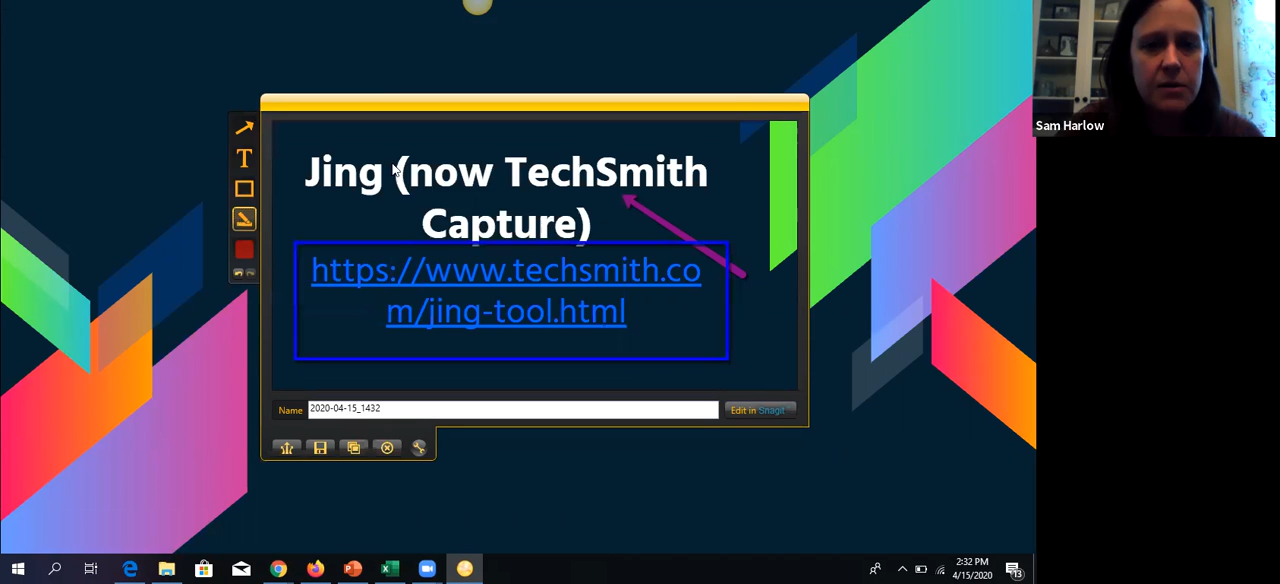 Sam Harlow
T
Jing (now TechSmith
Capture)
https://www.techsmith.co
m/jing-tool.html
Name 2020-04-15_1432 Edit in Snagit
2:32 PM
4/15/2020
13